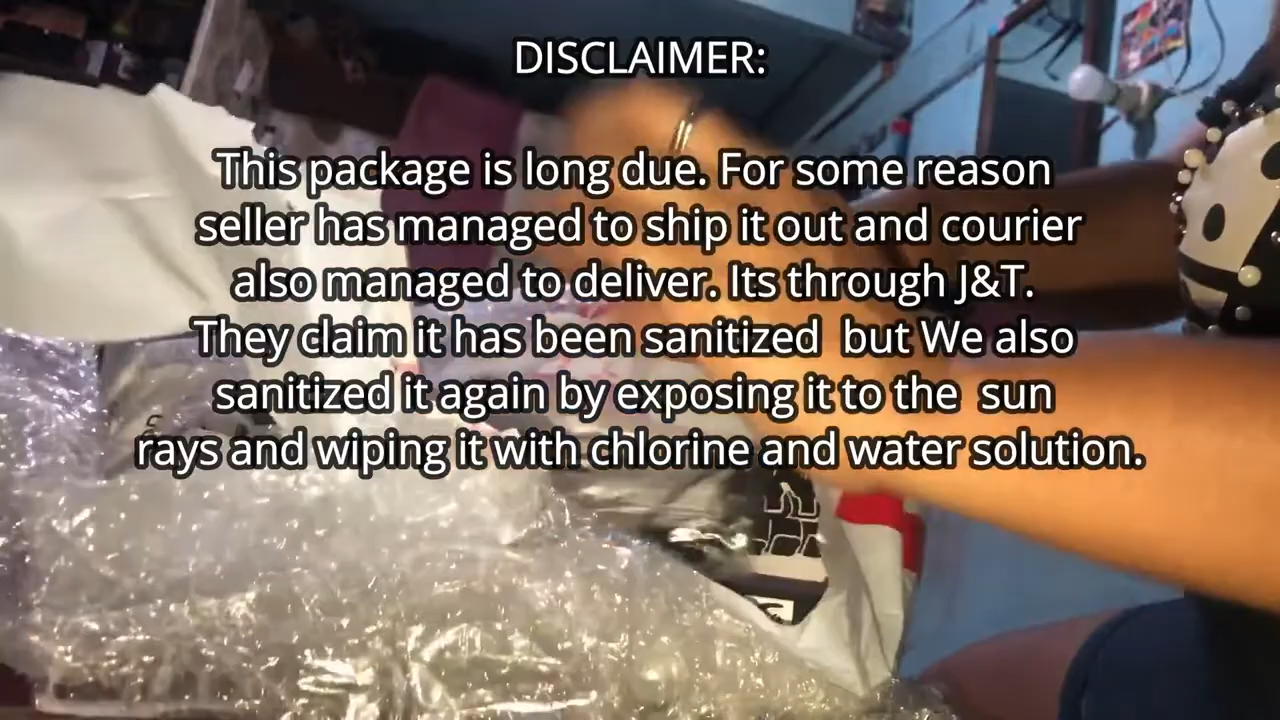 DISCLAIMER:
This package is long due. For some reason
seller has managed to ship it out and courier
also managed to deliver. Its through J&T.
They claim it has been sanitized  but We also
sanitized it again by exposing it to the  sun
rays and wiping it with chlorine and water solution.